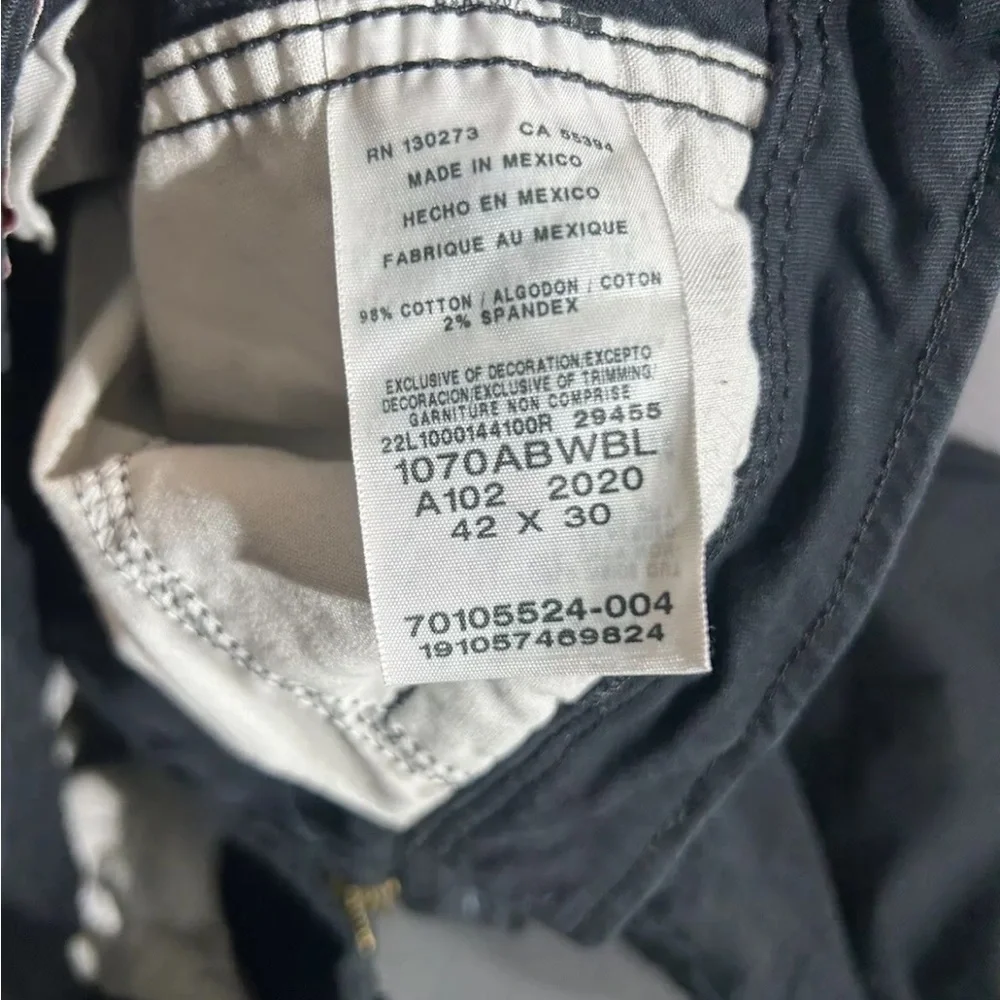 RN 130273 CA 55394
MADE IN MEXICO
HECHO EN MEXICO
FABRIQUE AU MEXIQUE
98% COTTON / ALGODON / COTON
2% SPANDEX
EXCLUSIVE OF DECORATION/EXCEPTO
DECORACION/EXCLUSIVE OF TRIMMING
GARNITURE NON COMPRISE
22L1000144100R 29455
1070ABWBL
A102 2020
42 X 30
70105524-004
191057469824